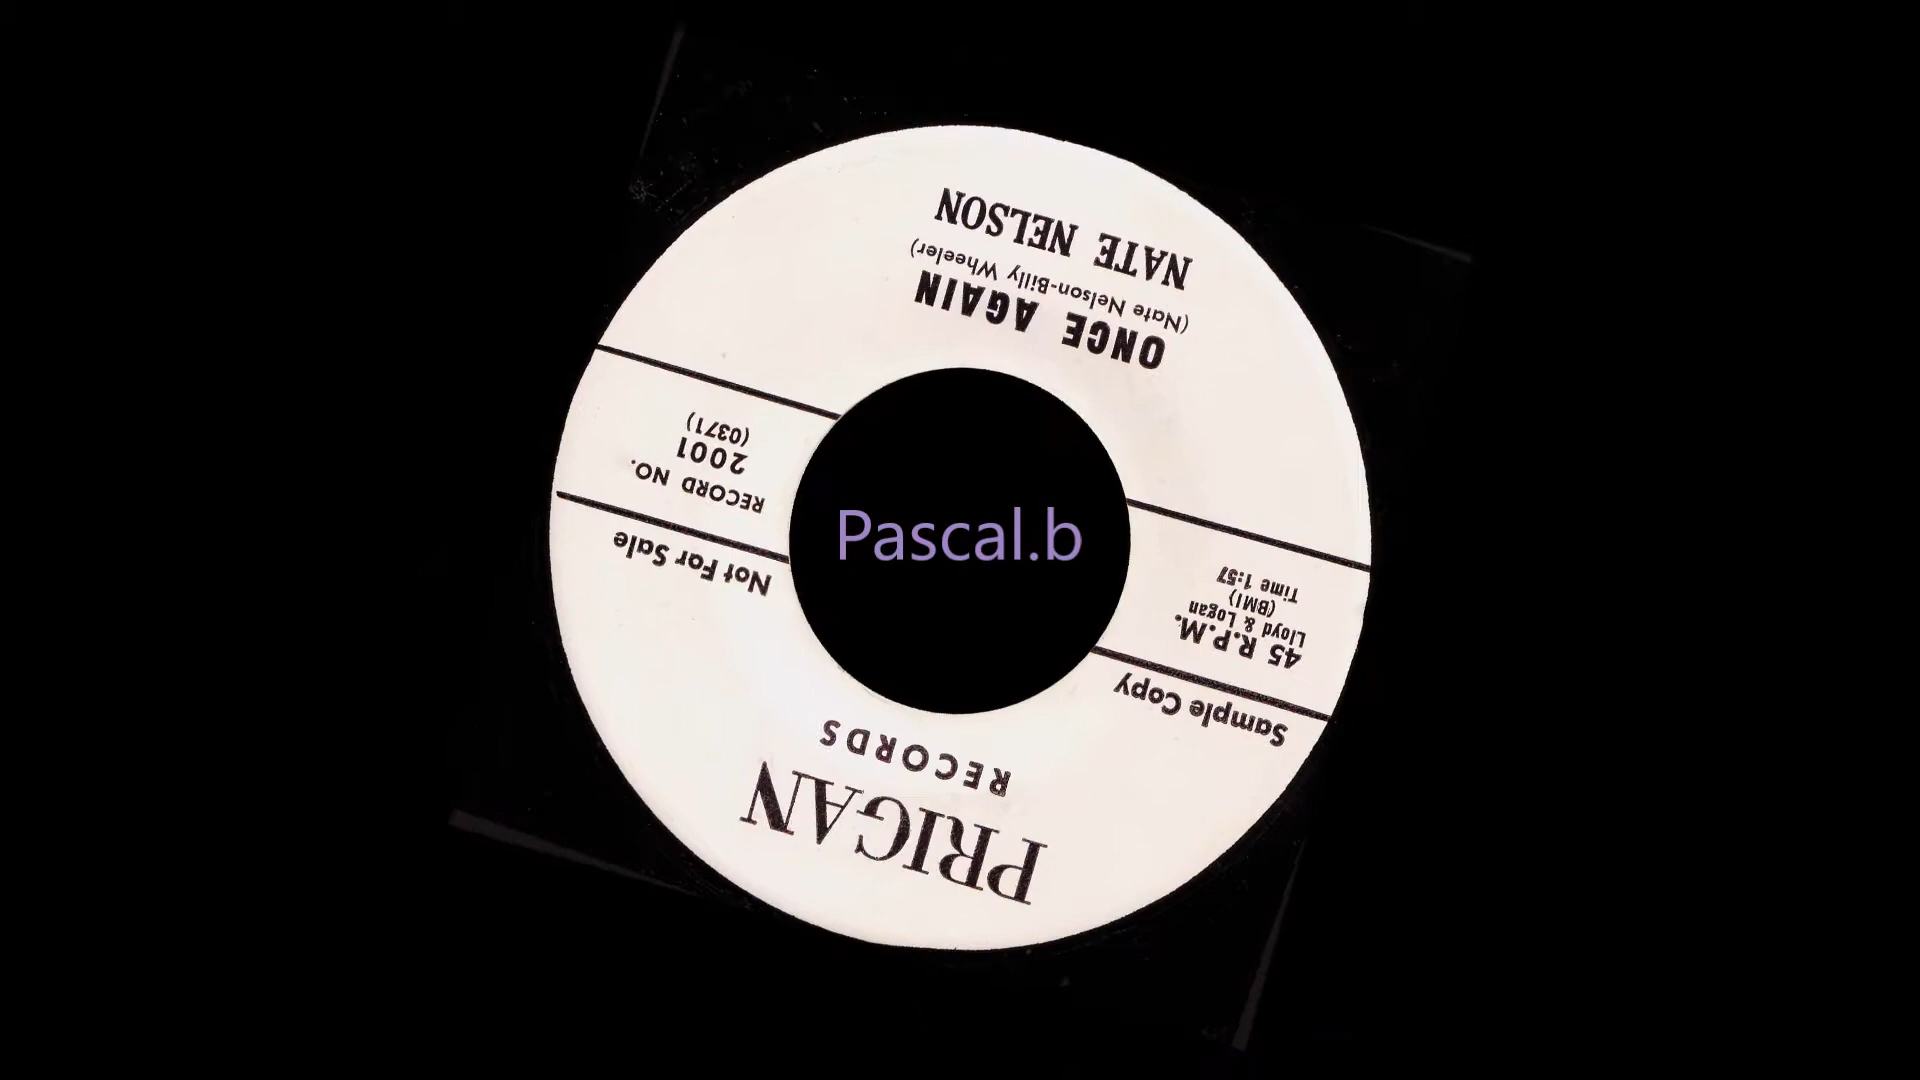 PRIGAN
RECORDS
Sample Copy
Not For Sale
45 R.P.M.
Lloyd & Logan
(BMI)
Time 1:57
RECORD NO.
2001
(0371)
ONCE AGAIN
(Nate Nelson-Billy Wheeler)
NATE NELSON
Pascal.b